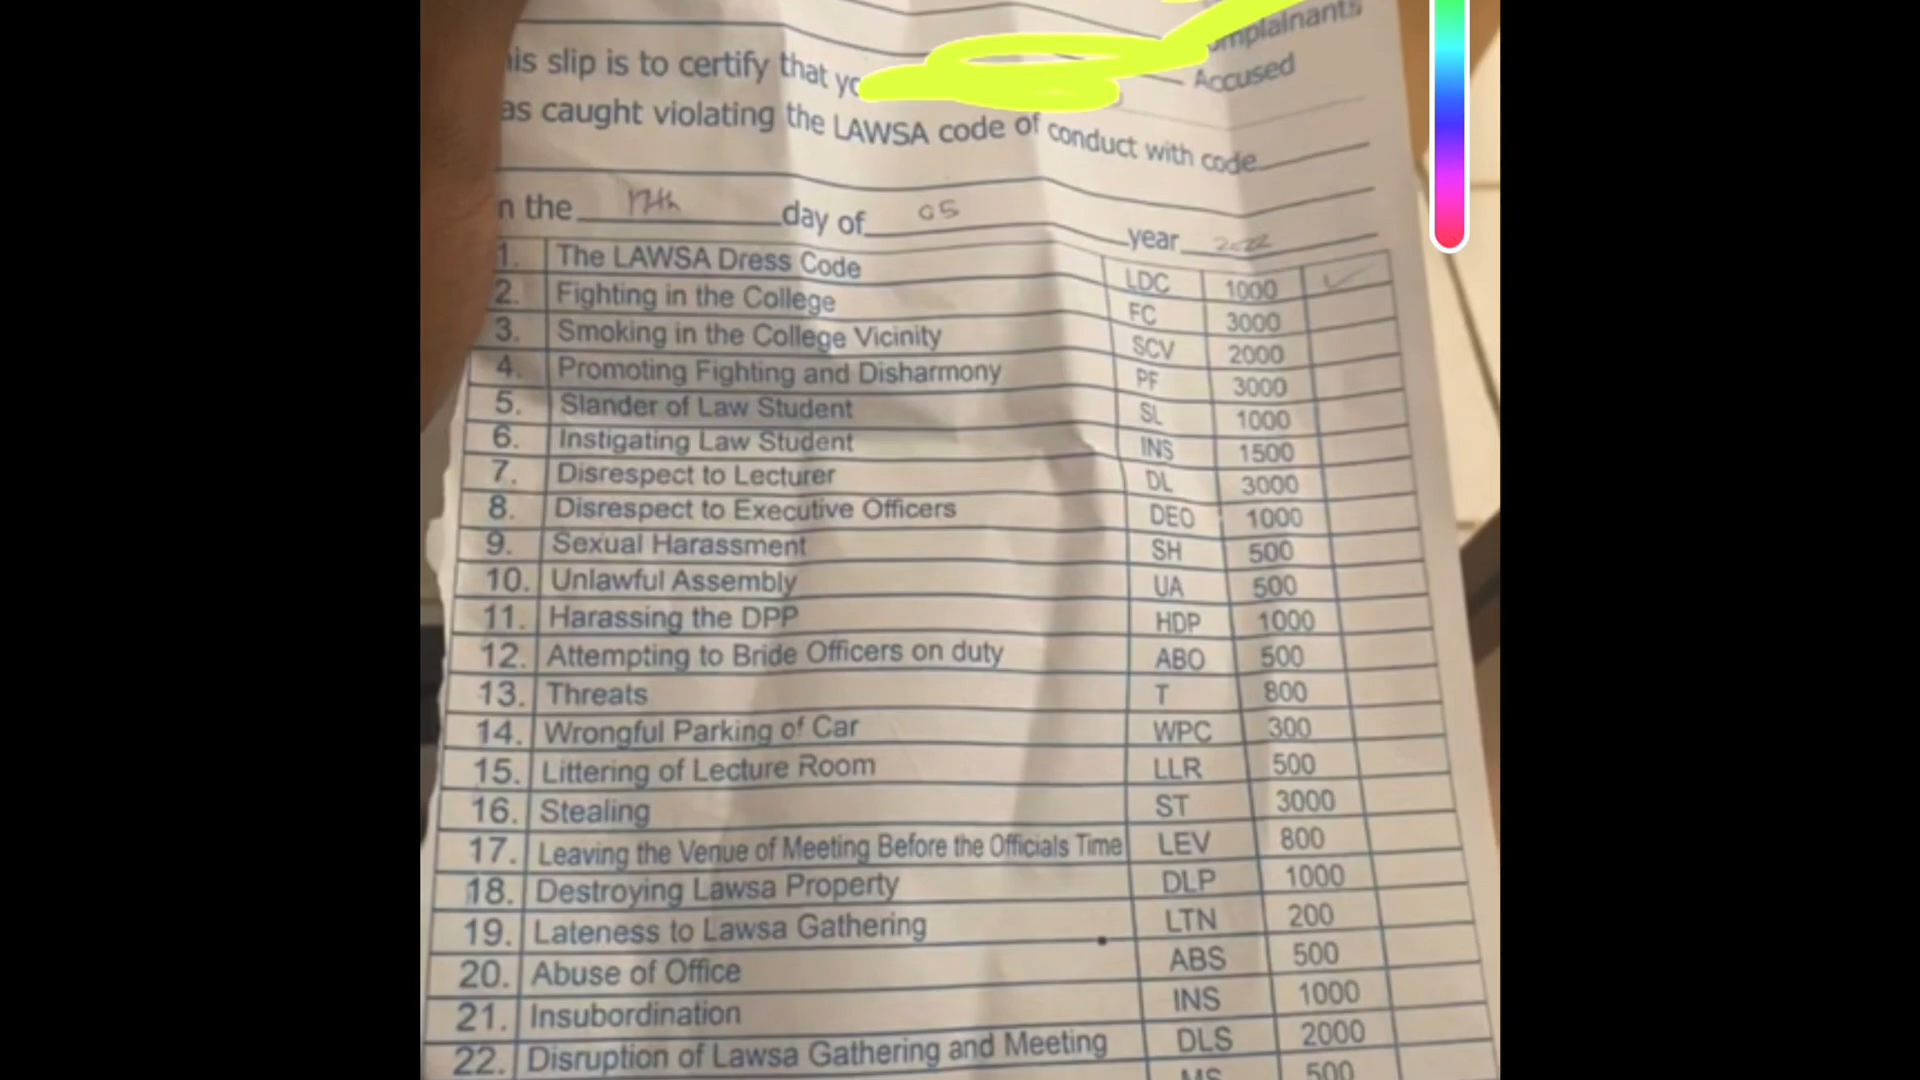 omplainants
is slip is to certify that yo
Accused
as caught violating the LAWSA code of conduct with code
n the 17th day of 05 year 2022
1. The LAWSA Dress Code LDC 1000 ✓
2. Fighting in the College FC 3000
3. Smoking in the College Vicinity SCV 2000
4. Promoting Fighting and Disharmony PF 3000
5. Slander of Law Student SL 1000
6. Instigating Law Student INS 1500
7. Disrespect to Lecturer DL 3000
8. Disrespect to Executive Officers DEO 1000
9. Sexual Harassment SH 500
10. Unlawful Assembly UA 500
11. Harassing the DPP HDP 1000
12. Attempting to Bride Officers on duty ABO 500
13. Threats T 800
14. Wrongful Parking of Car WPC 300
15. Littering of Lecture Room LLR 500
16. Stealing ST 3000
17. Leaving the Venue of Meeting Before the Officials Time LEV 800
18. Destroying Lawsa Property DLP 1000
19. Lateness to Lawsa Gathering LTN 200
20. Abuse of Office ABS 500
21. Insubordination INS 1000
22. Disruption of Lawsa Gathering and Meeting DLS 2000
MS 500